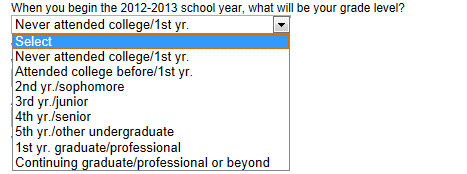 When you begin the 2012-2013 school year, what will be your grade level?
Never attended college/1st yr.
Select
Never attended college/1st yr.
Attended college before/1st yr.
2nd yr./sophomore
3rd yr./junior
4th yr./senior
5th yr./other undergraduate
1st yr. graduate/professional
Continuing graduate/professional or beyond